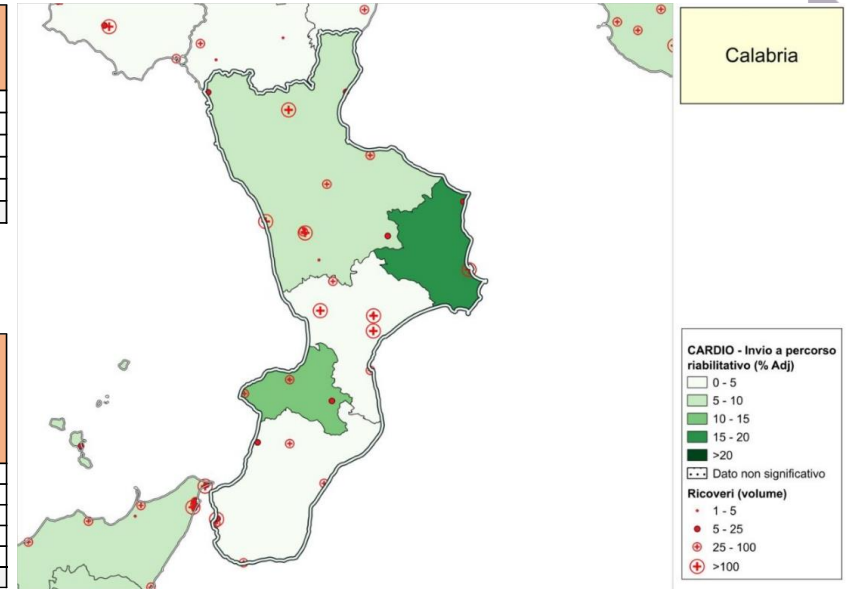 Calabria
CARDIO - Invio a percorso
riabilitativo (% Adj)
0 - 5
5 - 10
10 - 15
15 - 20
>20
Dato non significativo
Ricoveri (volume)
1 - 5
5 - 25
25 - 100
>100